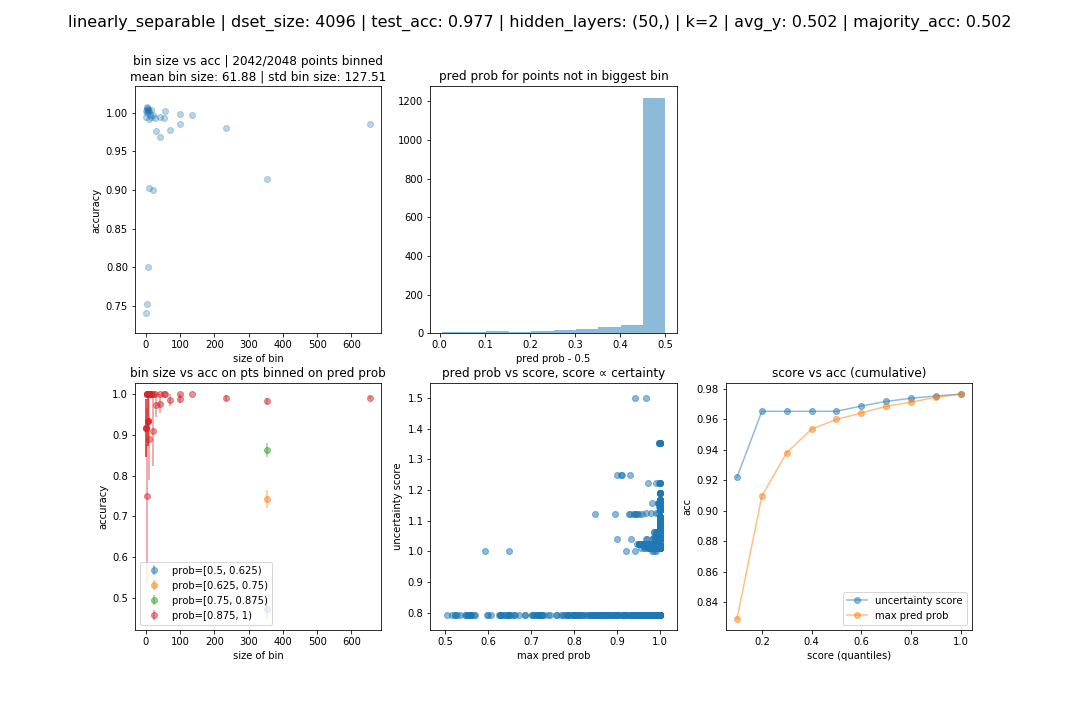 linearly_separable | dset_size: 4096 | test_acc: 0.977 | hidden_layers: (50,) | k=2 | avg_y: 0.502 | majority_acc: 0.502
bin size vs acc | 2042/2048 points binned
mean bin size: 61.88 | std bin size: 127.51
accuracy
1.00
0.95
0.90
0.85
0.80
0.75
0 100 200 300 400 500 600
size of bin
pred prob for points not in biggest bin
1200
1000
800
600
400
200
0
0.0 0.1 0.2 0.3 0.4 0.5
pred prob - 0.5
bin size vs acc on pts binned on pred prob
accuracy
1.0
0.9
0.8
0.7
0.6
0.5
prob=[0.5, 0.625)
prob=[0.625, 0.75)
prob=[0.75, 0.875)
prob=[0.875, 1)
0 100 200 300 400 500 600
size of bin
pred prob vs score, score ∝ certainty
uncertainty score
1.5
1.4
1.3
1.2
1.1
1.0
0.9
0.8
0.5 0.6 0.7 0.8 0.9 1.0
max pred prob
score vs acc (cumulative)
acc
0.98
0.96
0.94
0.92
0.90
0.88
0.86
0.84
uncertainty score
max pred prob
0.2 0.4 0.6 0.8 1.0
score (quantiles)